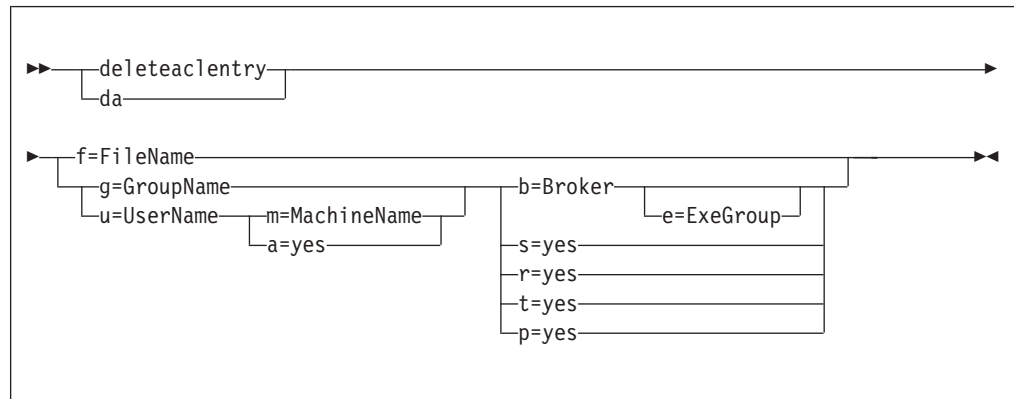 deleteaclentry
da
f=FileName
g=GroupName b=Broker
u=UserName m=MachineName e=ExeGroup
a=yes s=yes
r=yes
t=yes
p=yes